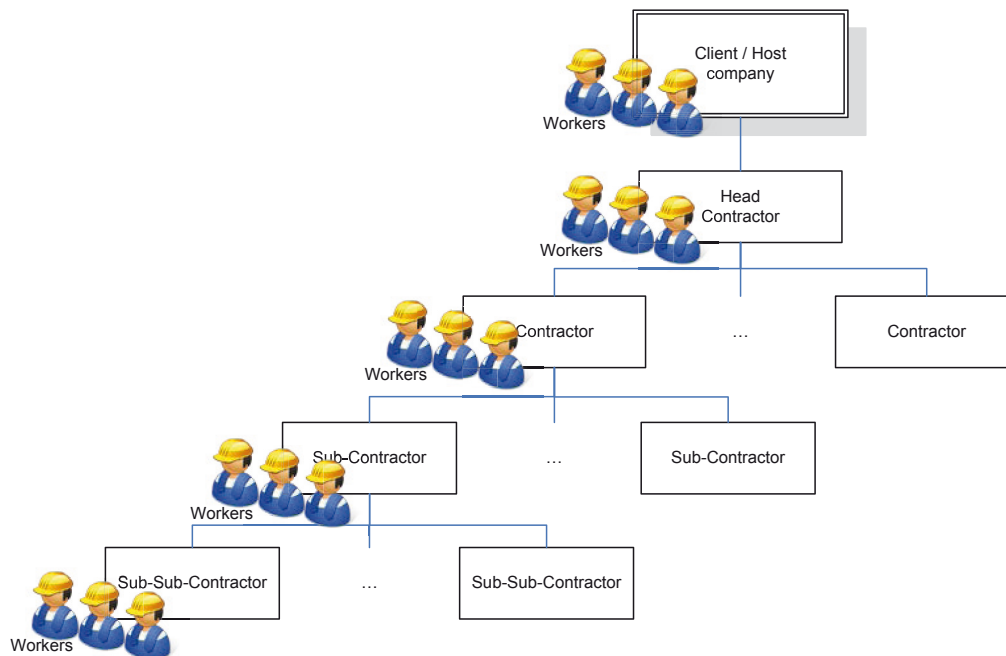 Client / Host
company
Workers
Head
Contractor
Workers
Contractor
...
Contractor
Workers
Sub-Contractor
...
Sub-Contractor
Workers
Sub-Sub-Contractor
...
Sub-Sub-Contractor
Workers